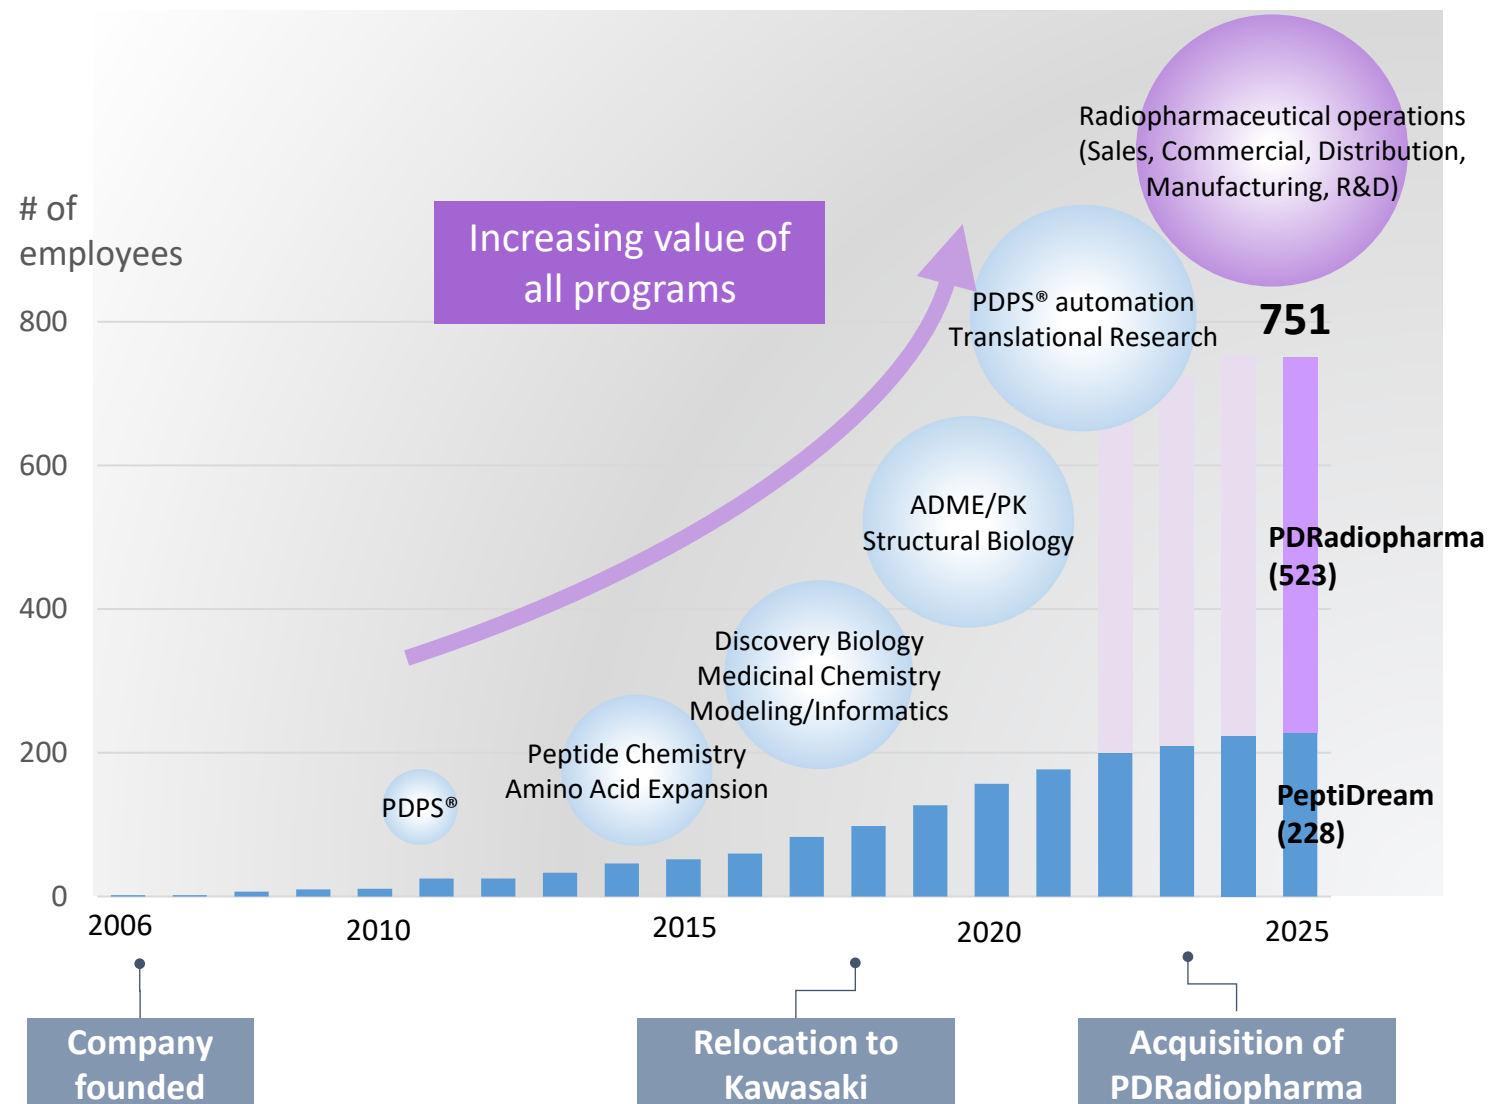 Radiopharmaceutical operations
(Sales, Commercial, Distribution,
Manufacturing, R&D)
# of
employees
Increasing value of
all programs
PDPS® automation
Translational Research
751
800
600
400
200
0
ADME/PK
Structural Biology
PDRadiopharma
(523)
Discovery Biology
Medicinal Chemistry
Modeling/Informatics
Peptide Chemistry
Amino Acid Expansion
PDPS®
PeptiDream
(228)
2006
2010
2015
2020
2025
Company
founded
Relocation to
Kawasaki
Acquisition of
PDRadiopharma